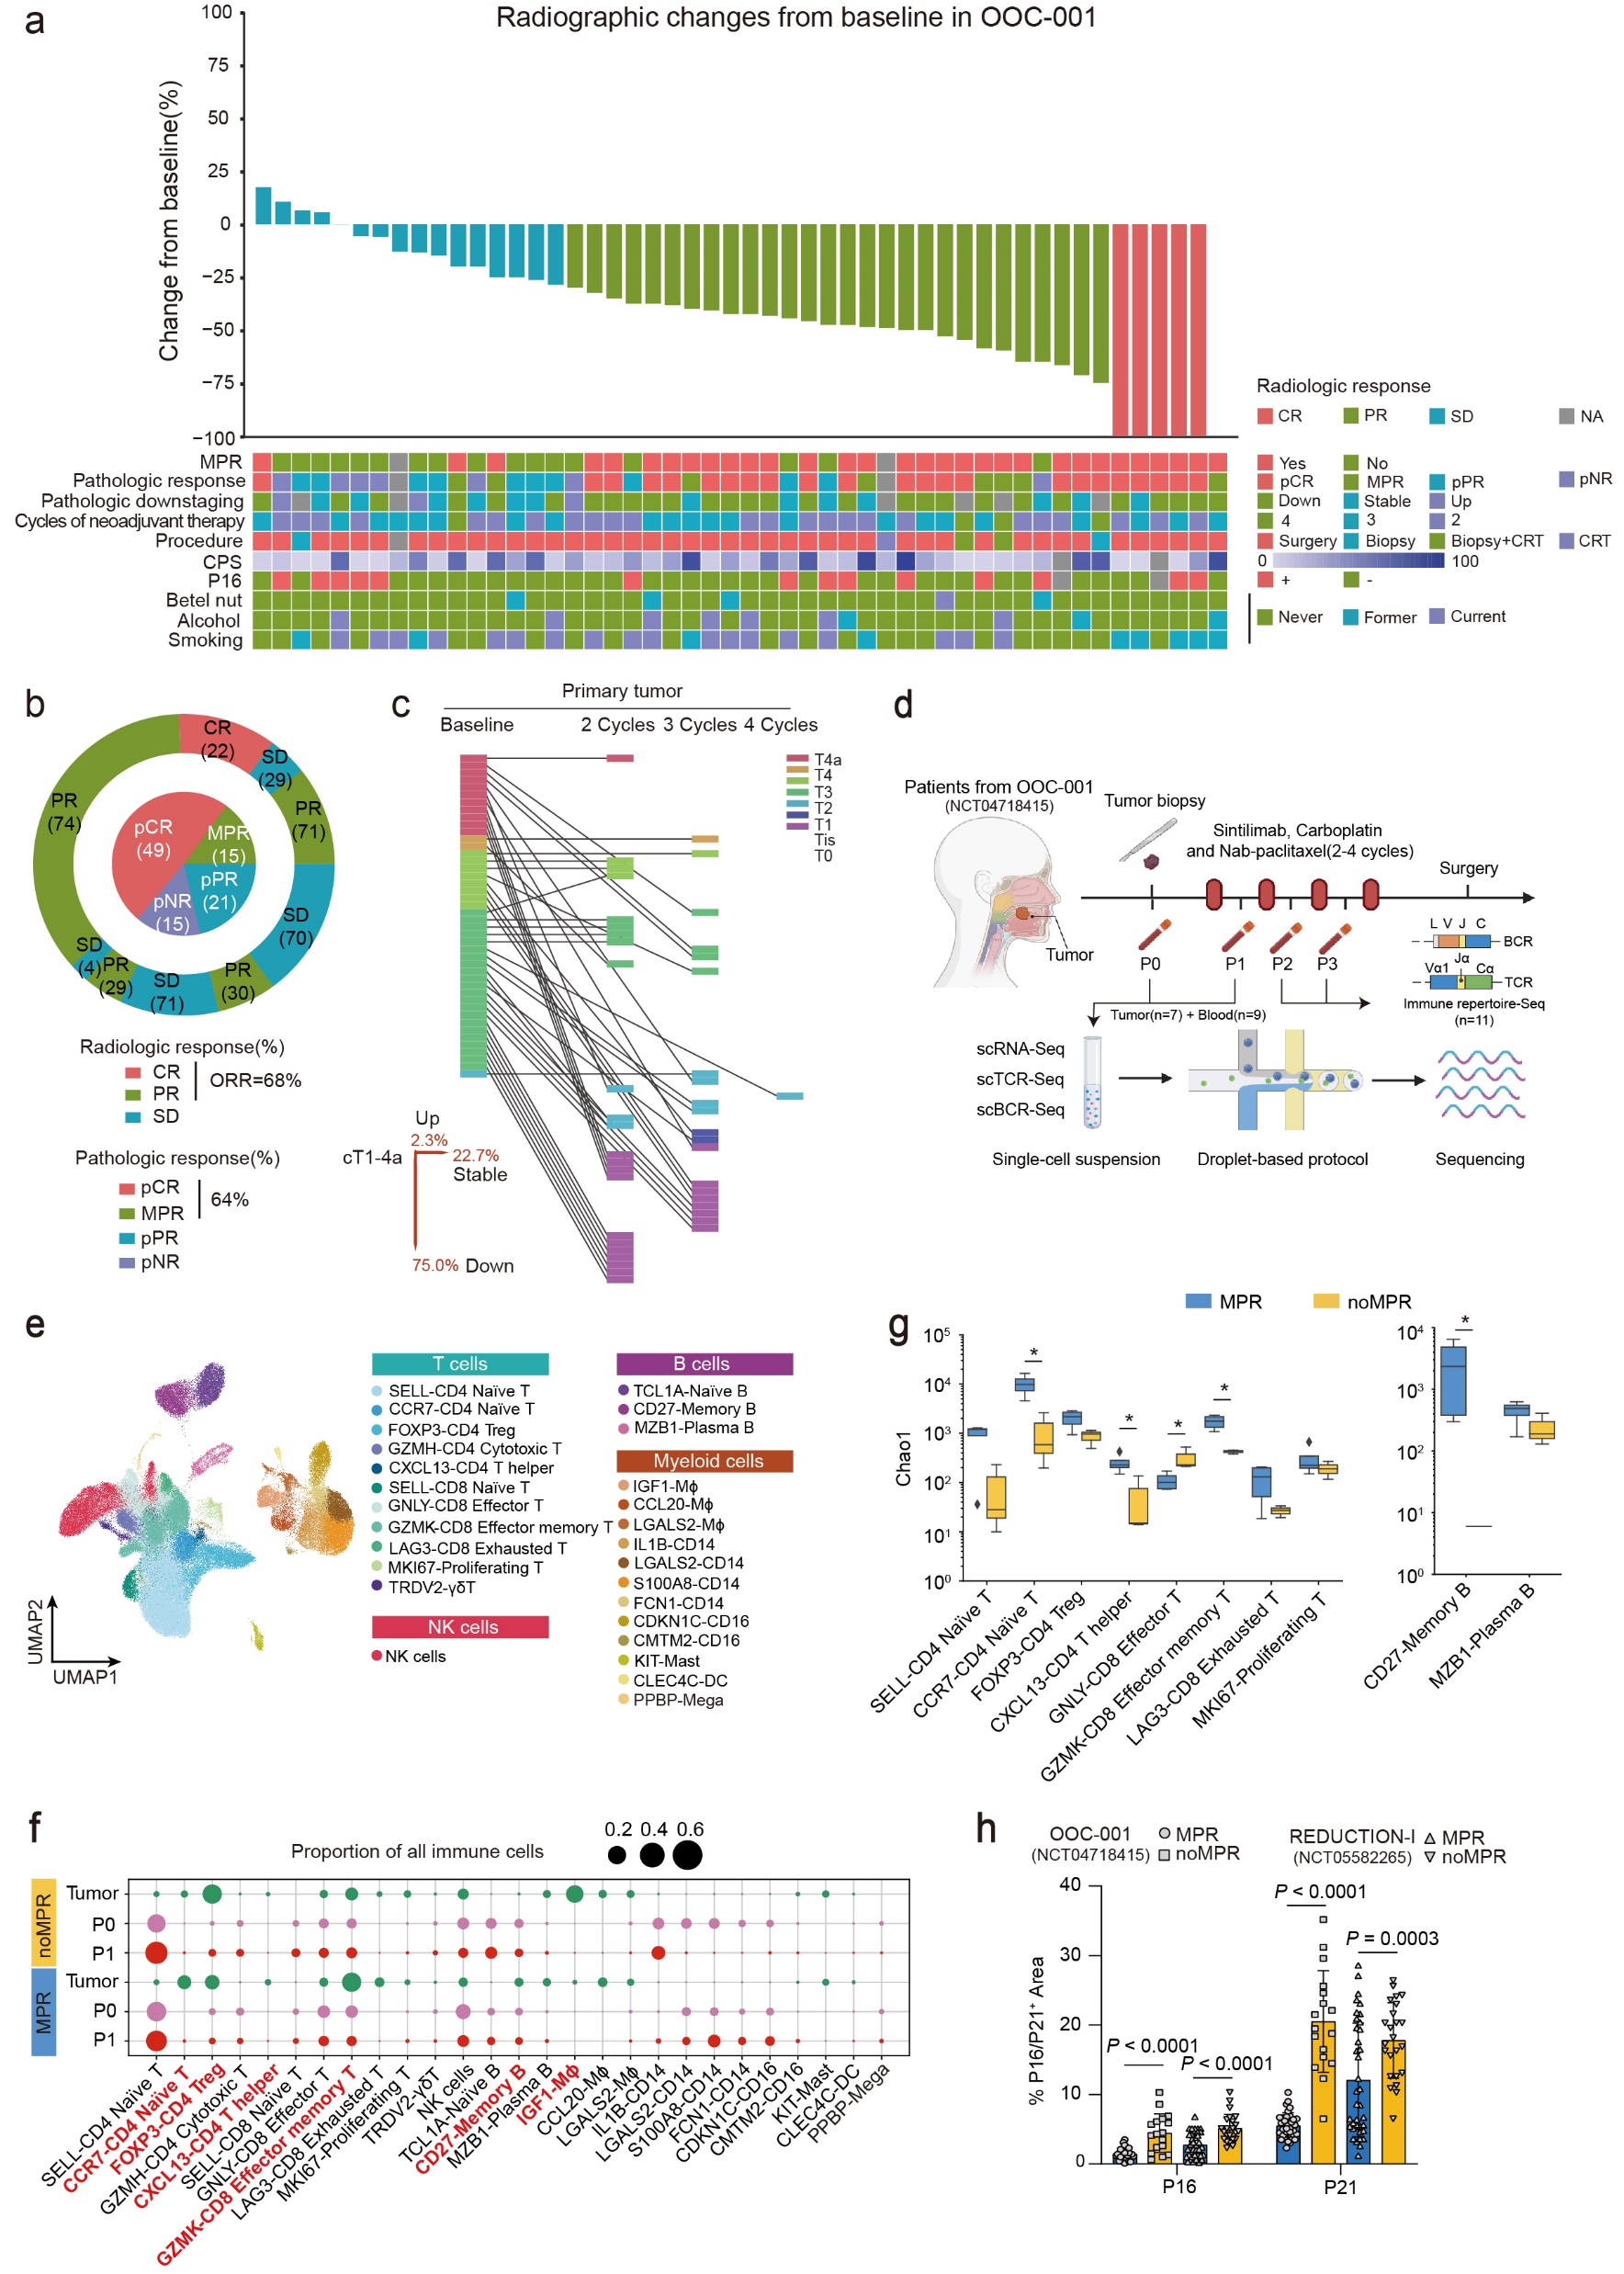 a
Radiographic changes from baseline in OOC-001
Change from baseline(%)
100
75
50
25
0
−25
−50
−75
−100
MPR
Pathologic response
Pathologic downstaging
Cycles of neoadjuvant therapy
Procedure
CPS
P16
Betel nut
Alcohol
Smoking
Radiologic response
CR PR SD NA
Yes No
pCR MPR pPR pNR
Down Stable Up
4 3 2
Surgery Biopsy Biopsy+CRT CRT
0 100
+ -
Never Former Current
b
CR (22)
SD (29)
PR (71)
SD (70)
PR (30)
SD (71)
PR (29)
SD (4)
PR (74)
pCR (49)
MPR (15)
pPR (21)
pNR (15)
Radiologic response(%)
CR
PR
SD
ORR=68%
Pathologic response(%)
pCR
MPR
pPR
pNR
64%
c
Primary tumor
Baseline 2 Cycles 3 Cycles 4 Cycles
T4a
T4
T3
T2
T1
Tis
T0
Up
2.3%
cT1-4a
22.7%
Stable
75.0% Down
d
Patients from OOC-001
(NCT04718415)
Tumor
Tumor biopsy
Sintilimab, Carboplatin
and Nab-paclitaxel(2-4 cycles)
Surgery
P0 P1 P2 P3
L V J C
BCR
Jα
Vα1 Cα
TCR
Immune repertoire-Seq
(n=11)
Tumor(n=7) + Blood(n=9)
scRNA-Seq
scTCR-Seq
scBCR-Seq
Single-cell suspension Droplet-based protocol Sequencing
e
UMAP2
UMAP1
T cells
SELL-CD4 Naïve T
CCR7-CD4 Naïve T
FOXP3-CD4 Treg
GZMH-CD4 Cytotoxic T
CXCL13-CD4 T helper
SELL-CD8 Naïve T
GNLY-CD8 Effector T
GZMK-CD8 Effector memory T
LAG3-CD8 Exhausted T
MKI67-Proliferating T
TRDV2-γδT
NK cells
NK cells
B cells
TCL1A-Naïve B
CD27-Memory B
MZB1-Plasma B
Myeloid cells
IGF1-Mϕ
CCL20-Mϕ
LGALS2-Mϕ
IL1B-CD14
LGALS2-CD14
S100A8-CD14
FCN1-CD14
CDKN1C-CD16
CMTM2-CD16
KIT-Mast
CLEC4C-DC
PPBP-Mega
g
MPR noMPR
Chao1
10⁵
10⁴
10³
10²
10¹
10⁰
* * * *
SELL-CD4 Naïve T
CCR7-CD4 Naïve T
FOXP3-CD4 Treg
CXCL13-CD4 T helper
GNLY-CD8 Effector T
GZMK-CD8 Effector memory T
LAG3-CD8 Exhausted T
MKI67-Proliferating T
10⁴
10³
10²
10¹
10⁰
*
CD27-Memory B
MZB1-Plasma B
f
Proportion of all immune cells
0.2 0.4 0.6
noMPR
Tumor
P0
P1
MPR
Tumor
P0
P1
SELL-CD4 Naïve T
CCR7-CD4 Naïve T
FOXP3-CD4 Treg
GZMH-CD4 Cytotoxic T
CXCL13-CD4 T helper
SELL-CD8 Naïve T
GNLY-CD8 Effector T
GZMK-CD8 Effector memory T
LAG3-CD8 Exhausted T
MKI67-Proliferating T
TRDV2-γδT
NK cells
TCL1A-Naïve B
CD27-Memory B
MZB1-Plasma B
IGF1-Mϕ
CCL20-Mϕ
LGALS2-Mϕ
IL1B-CD14
LGALS2-CD14
S100A8-CD14
FCN1-CD14
CDKN1C-CD16
CMTM2-CD16
KIT-Mast
CLEC4C-DC
PPBP-Mega
h
OOC-001
(NCT04718415)
MPR
noMPR
REDUCTION-I
(NCT05582265)
MPR
noMPR
% P16/P21⁺ Area
40
30
20
10
0
P < 0.0001
P < 0.0001
P < 0.0001
P = 0.0003
P16 P21